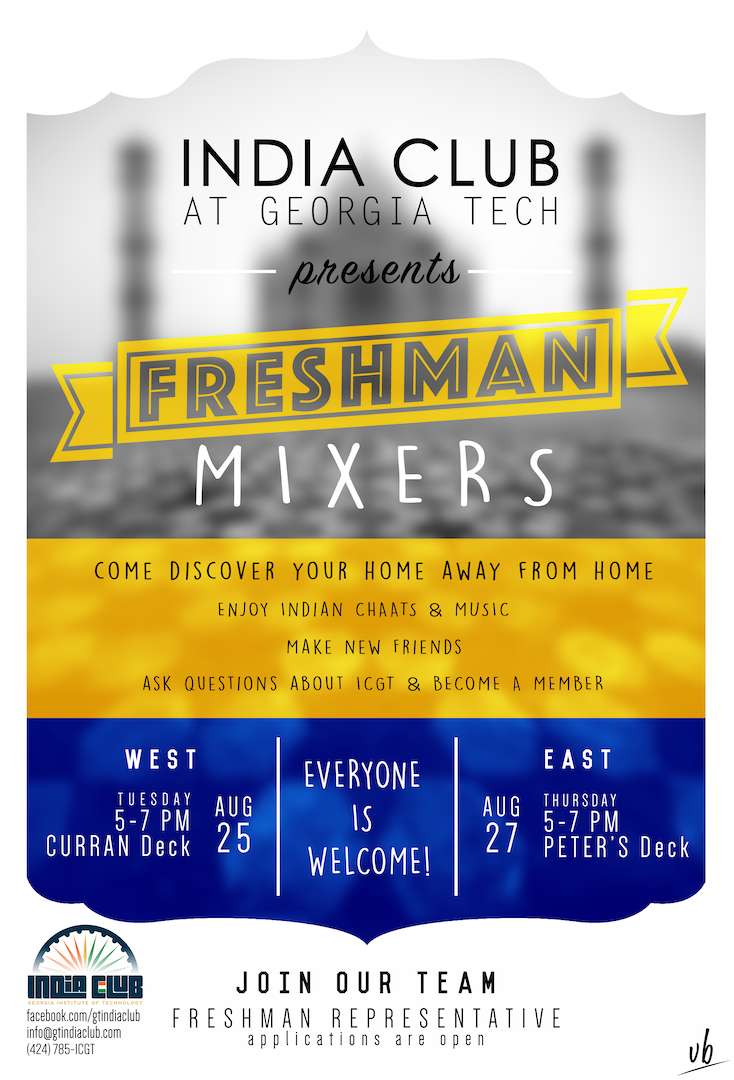 INDIA CLUB
AT GEORGIA TECH
presents
FRESHMAN
MIXERS
COME DISCOVER YOUR HOME AWAY FROM HOME
ENJOY INDIAN CHAATS & MUSIC
MAKE NEW FRIENDS
ASK QUESTIONS ABOUT ICGT & BECOME A MEMBER
WEST
TUESDAY
5-7 PM
CURRAN Deck
AUG
25
EVERYONE
IS
WELCOME!
EAST
AUG
27
THURSDAY
5-7 PM
PETER'S Deck
INDIA CLUB
GEORGIA INSTITUTE OF TECHNOLOGY
facebook.com/gtindiaclub
info@gtindiaclub.com
(424) 785-ICGT
JOIN OUR TEAM
FRESHMAN REPRESENTATIVE
applications are open
vb